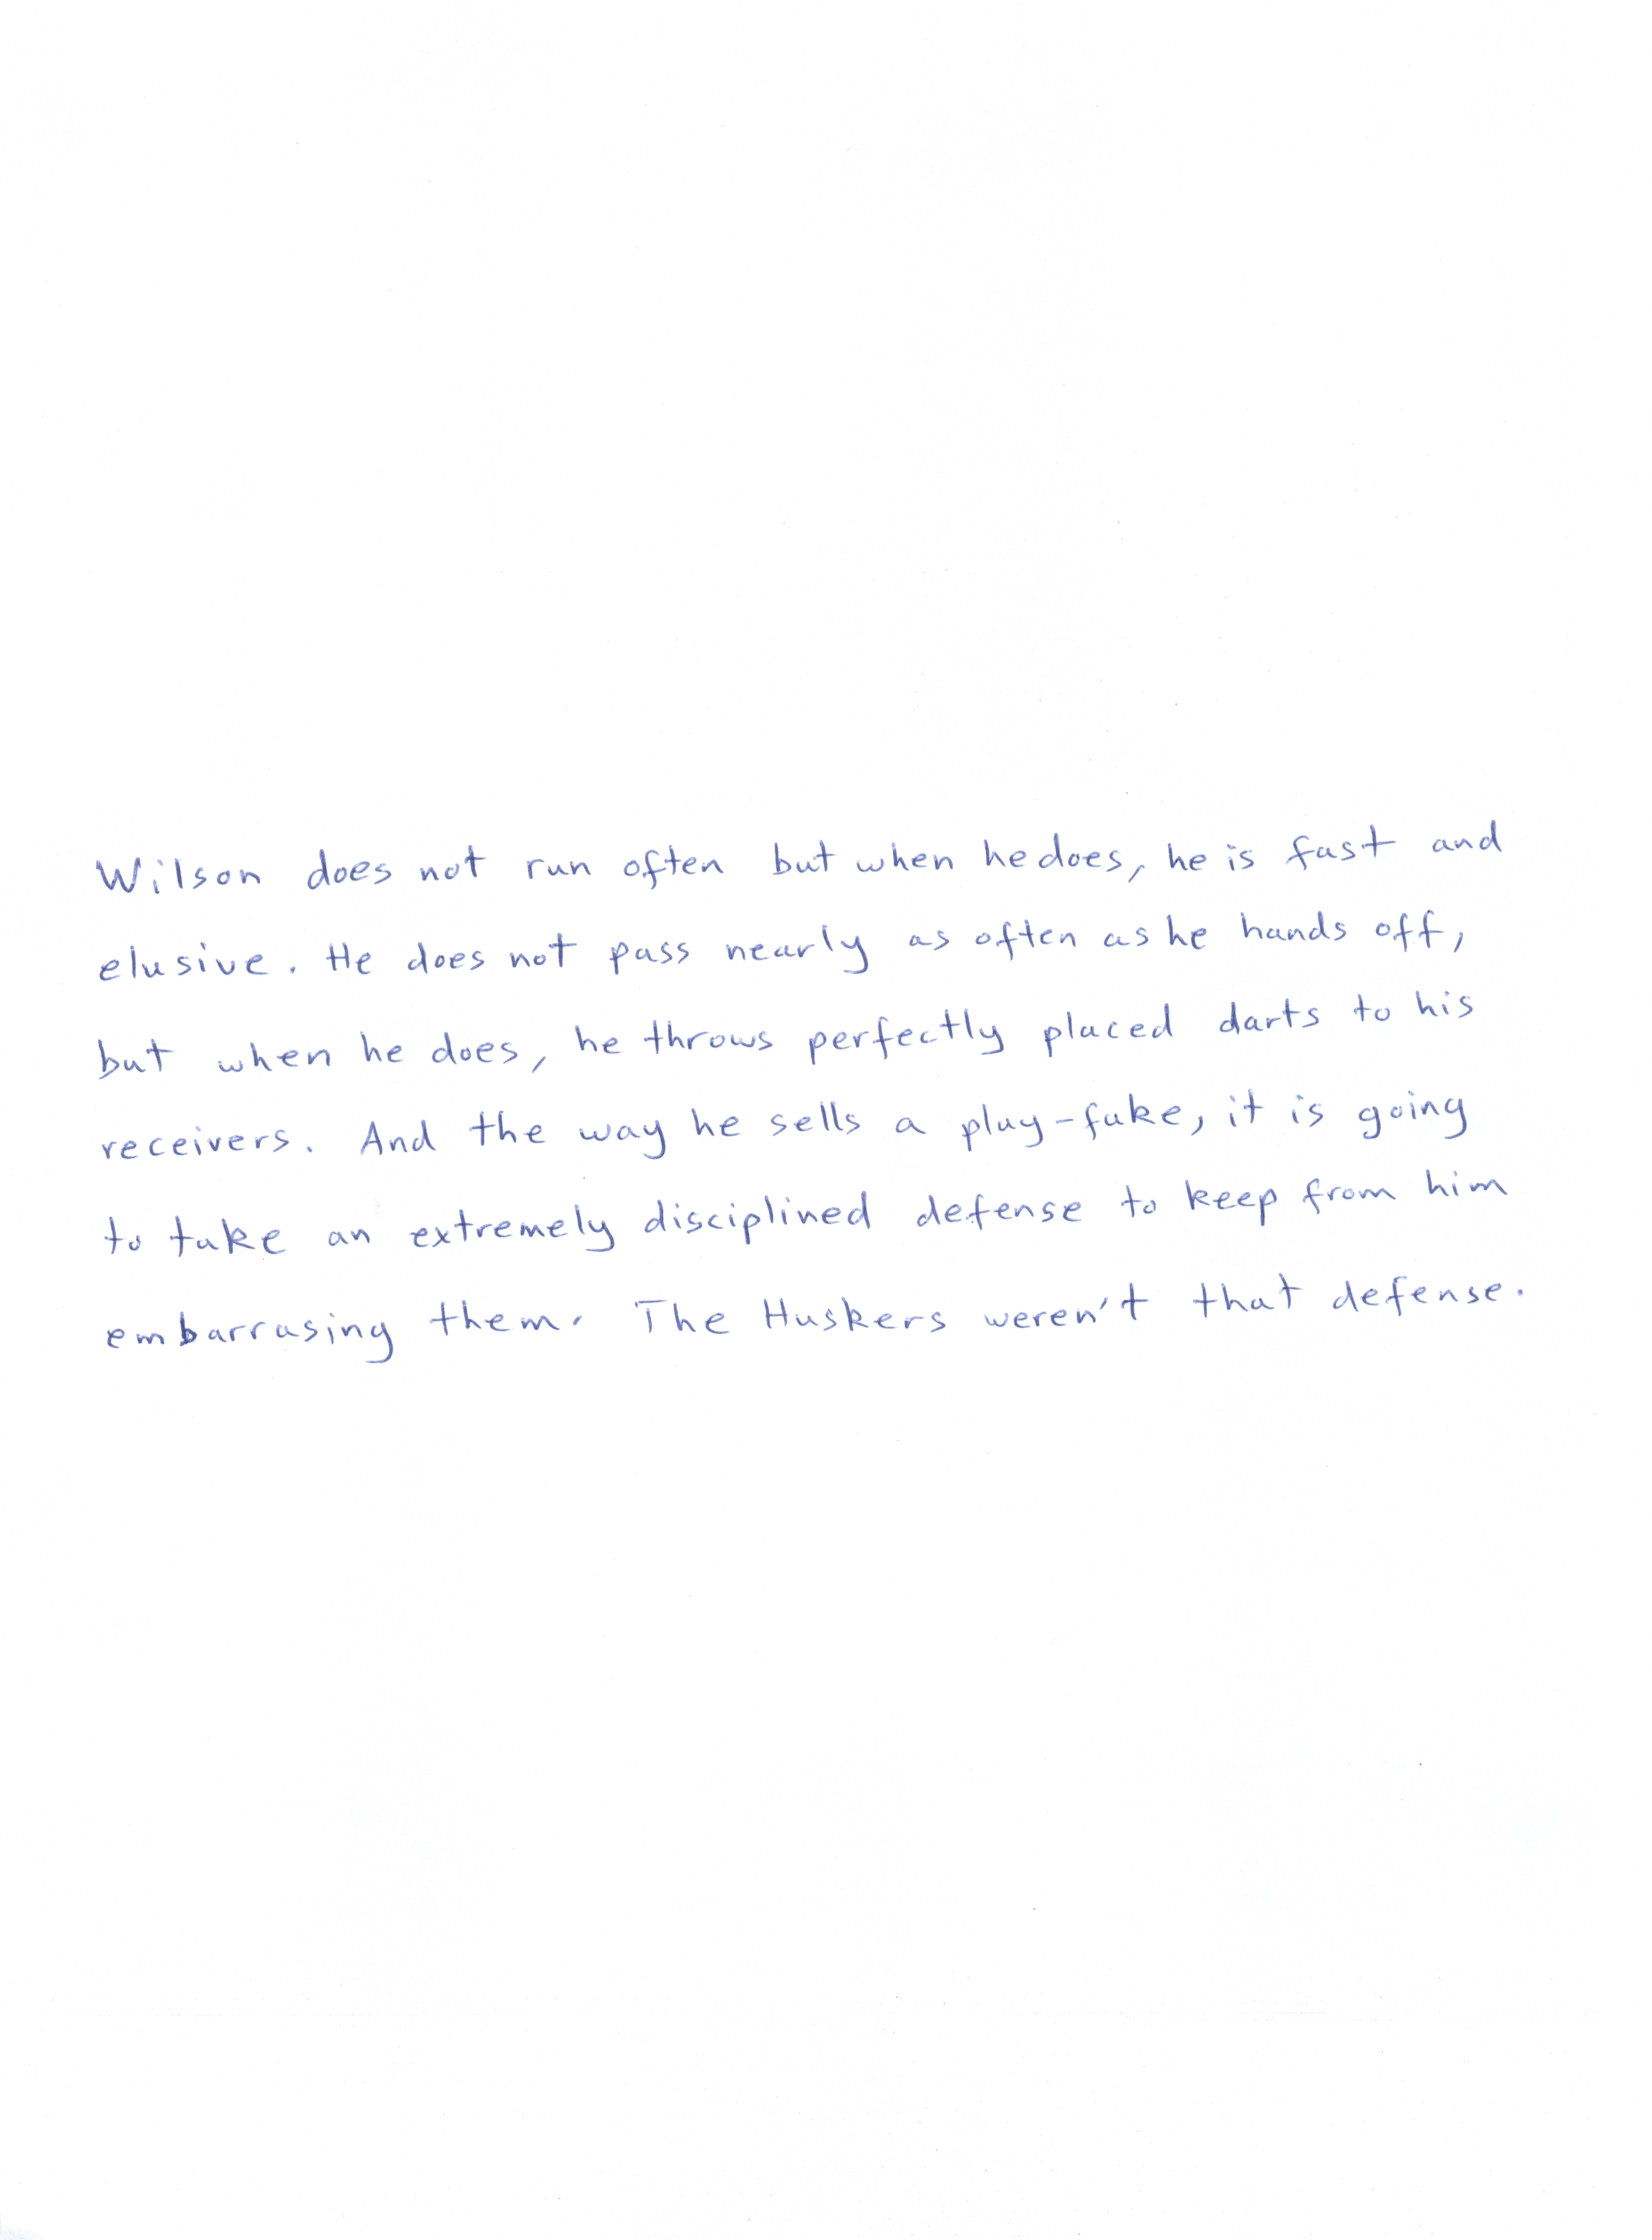 Wilson does not run often but when he does, he is fast and
elusive. He does not pass nearly as often as he hands off,
but when he does, he throws perfectly placed darts to his
receivers. And the way he sells a play-fake, it is going
to take an extremely disciplined defense to keep from him
embarrasing them. The Huskers weren't that defense.